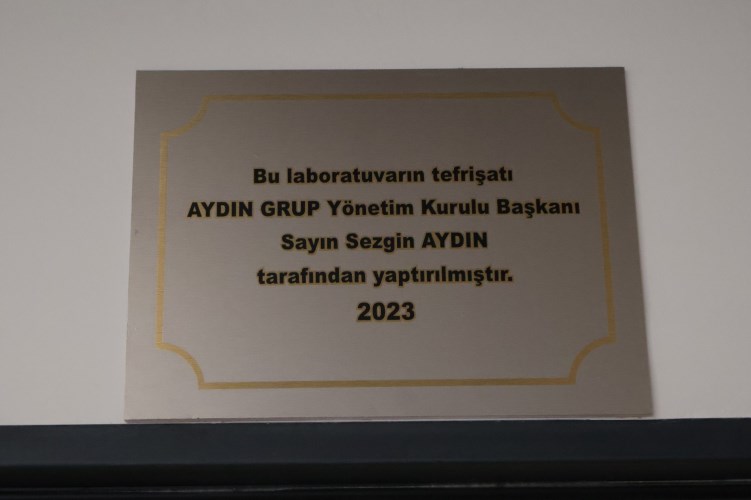 Bu laboratuvarın tefrişatı
AYDIN GRUP Yönetim Kurulu Başkanı
Sayın Sezgin AYDIN
tarafından yaptırılmıştır.
2023